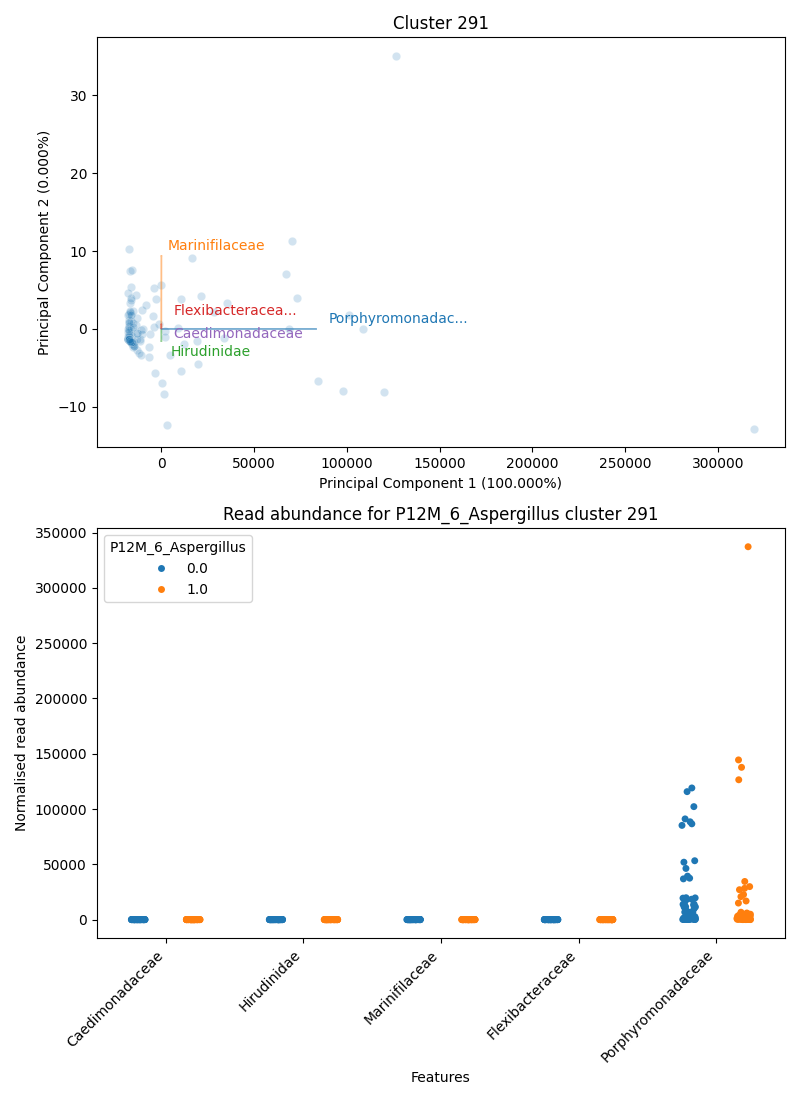 Cluster 291
Principal Component 2 (0.000%)
30
20
10
0
−10
Marinifilaceae
Flexibacteracea...
Porphyromonadac...
Caedimonadaceae
Hirudinidae
0 50000 100000 150000 200000 250000 300000
Principal Component 1 (100.000%)
Read abundance for P12M_6_Aspergillus cluster 291
Normalised read abundance
350000
300000
250000
200000
150000
100000
50000
0
P12M_6_Aspergillus
0.0
1.0
Caedimonadaceae
Hirudinidae
Marinifilaceae
Flexibacteraceae
Porphyromonadaceae
Features